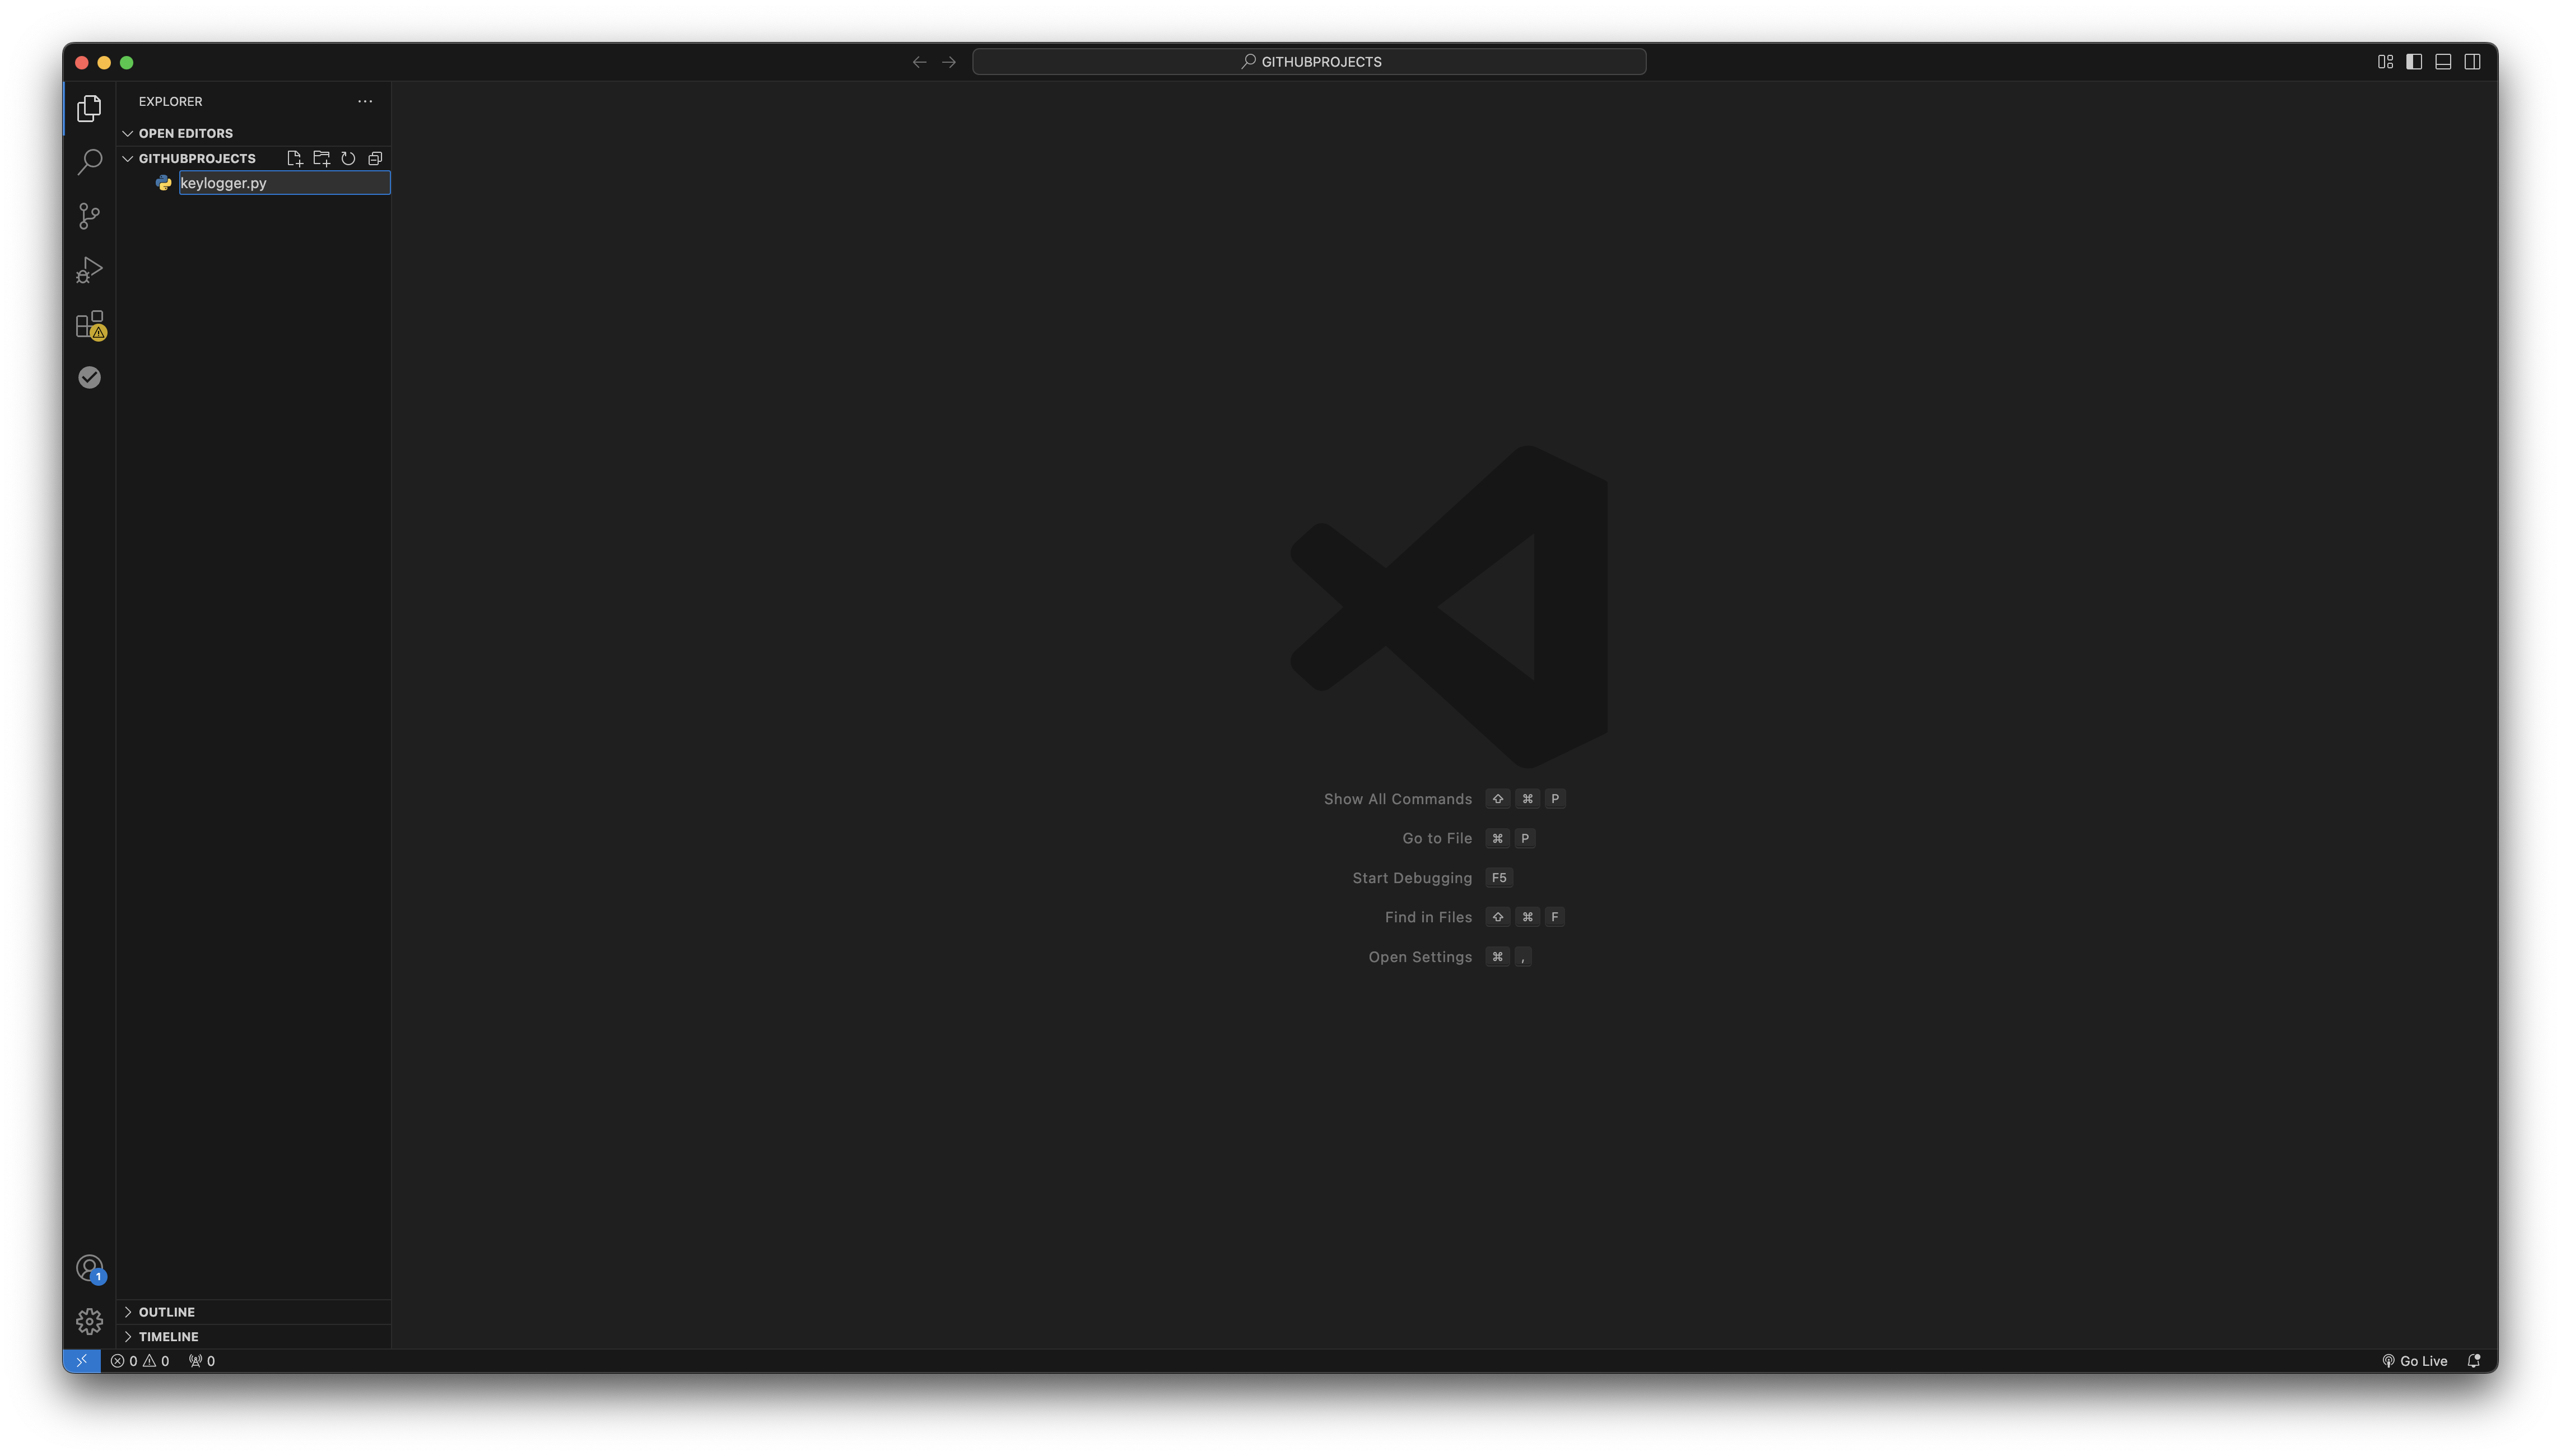 GITHUBPROJECTS
EXPLORER
OPEN EDITORS
GITHUBPROJECTS
keylogger.py
Show All Commands ⇧ ⌘ P
Go to File ⌘ P
Start Debugging F5
Find in Files ⇧ ⌘ F
Open Settings ⌘ ,
1
OUTLINE
TIMELINE
0 0 0
Go Live